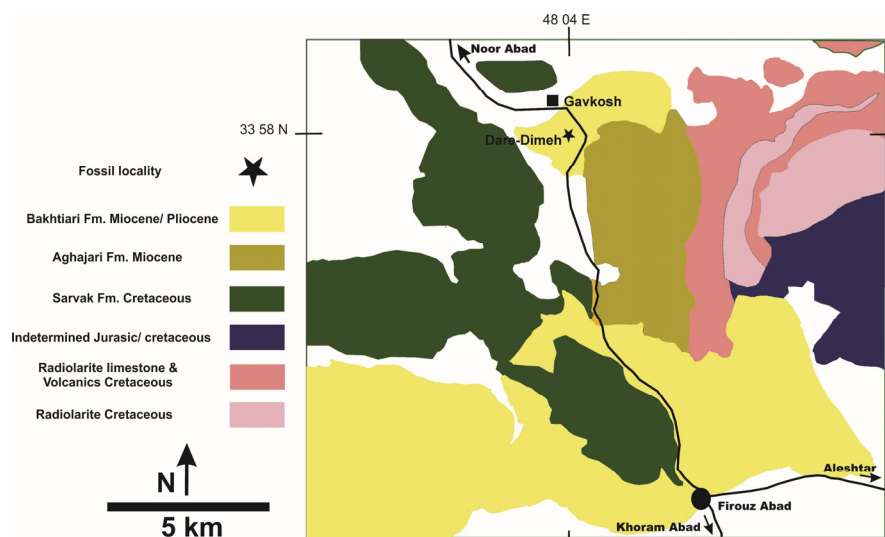 48 04 E
Noor Abad
Gavkosh
33 58 N
Dare-Dimeh
Fossil locality
Bakhtiari Fm. Miocene/ Pliocene
Aghajari Fm. Miocene
Sarvak Fm. Cretaceous
Indetermined Jurasic/ cretaceous
Radiolarite limestone &
Volcanics Cretaceous
Radiolarite Cretaceous
N
5 km
Aleshtar
Firouz Abad
Khoram Abad